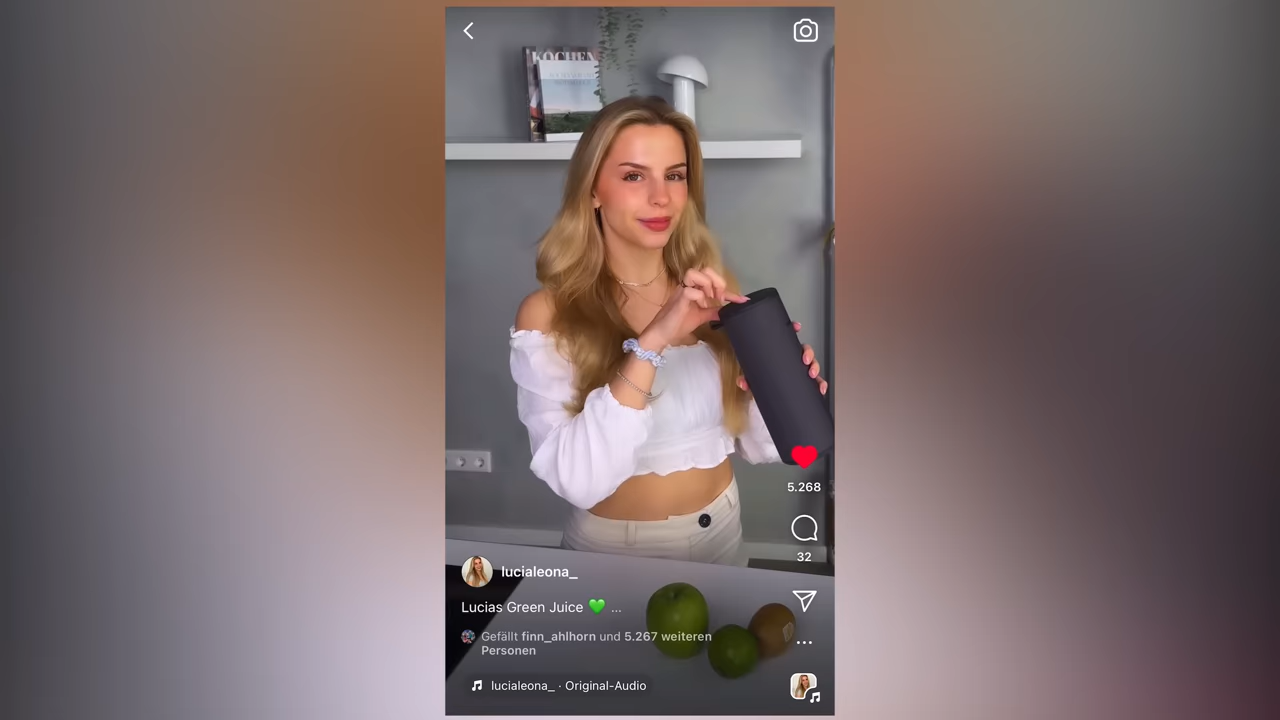 KOCHEN
5.268
32
lucialeona_
Lucias Green Juice 💚 ...
Gefällt finn_ahlhorn und 5.267 weiteren
Personen
lucialeona_ · Original-Audio